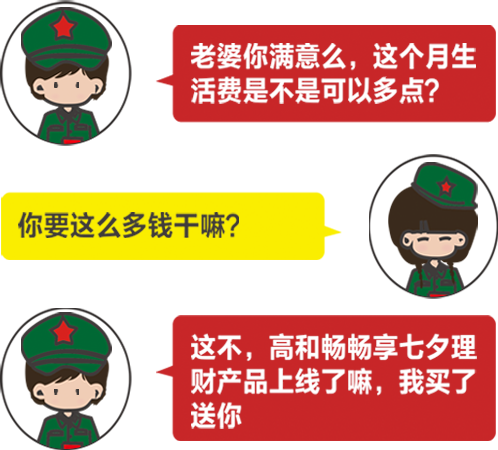 老婆你满意么，这个月生
活费是不是可以多点？
你要这么多钱干嘛？
这不，高和畅畅享七夕理
财产品上线了嘛，我买了
送你